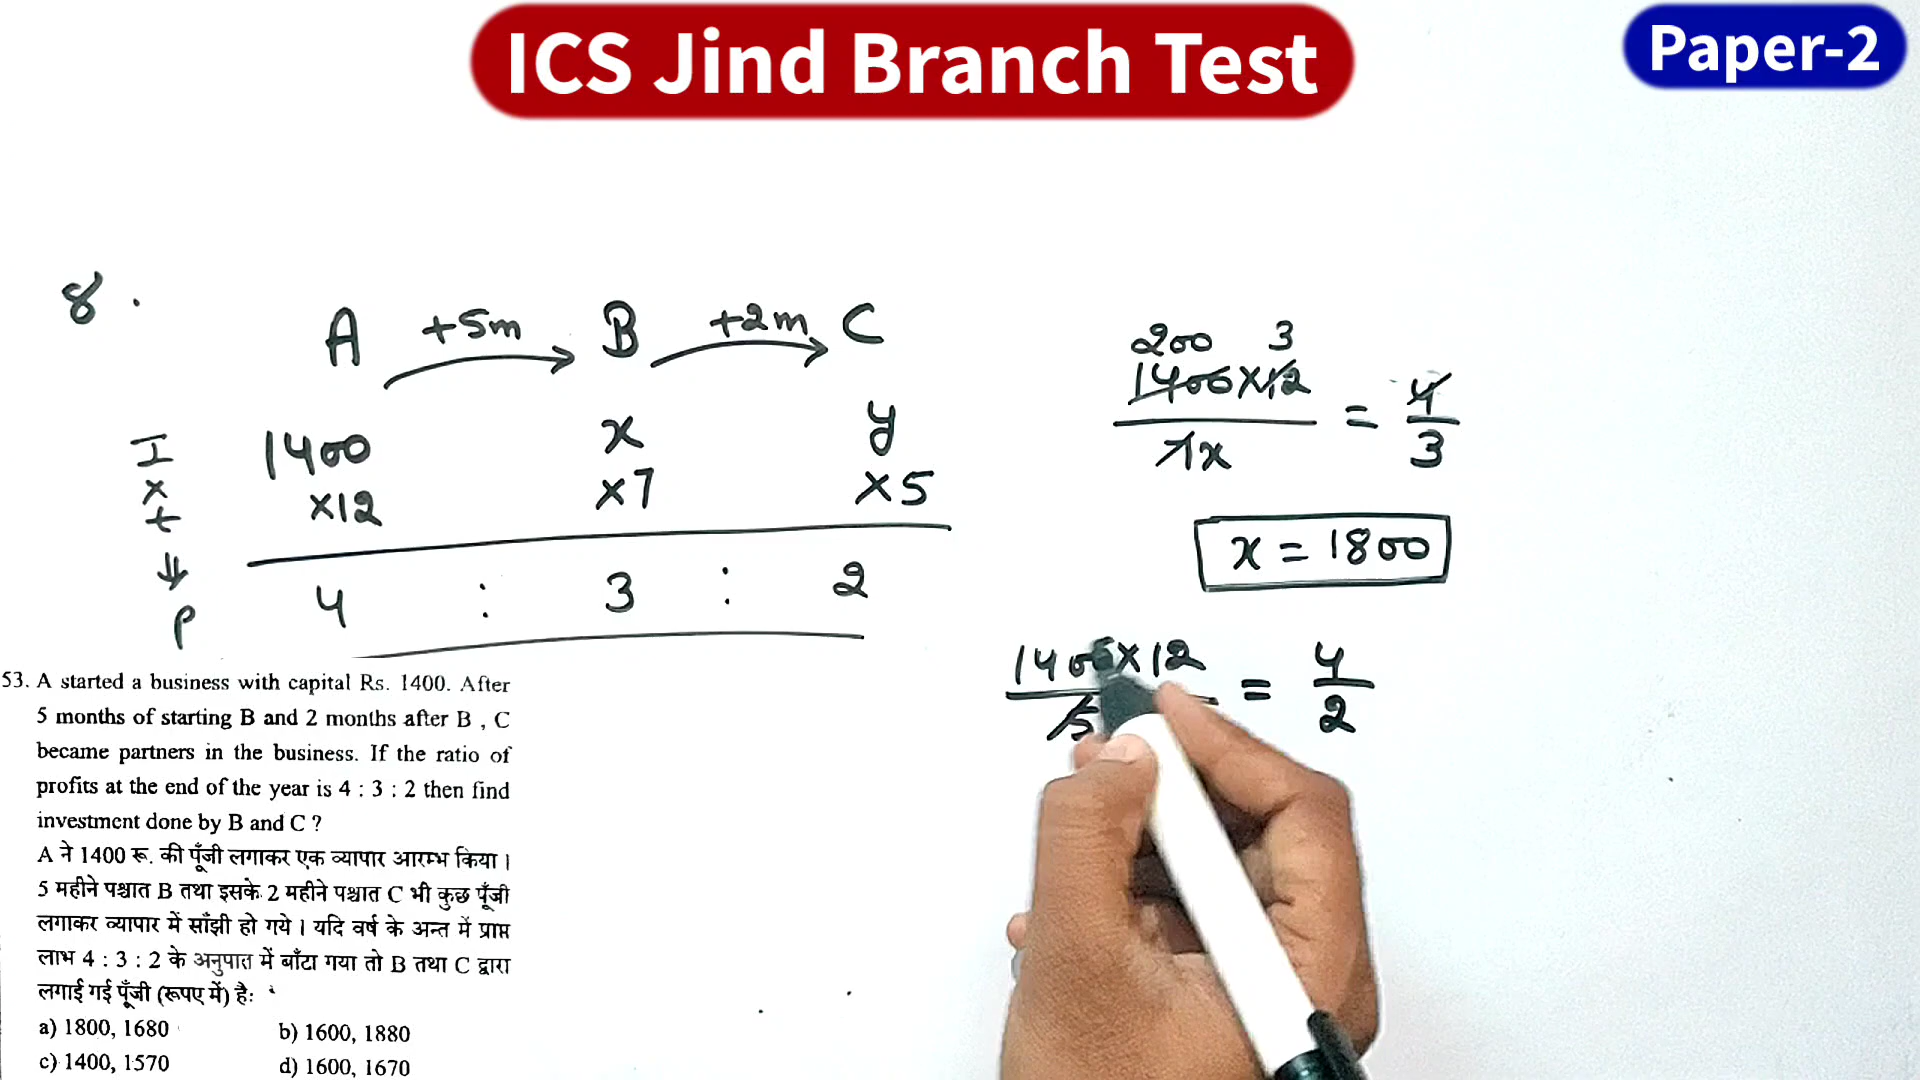 ICS Jind Branch Test
Paper-2
8.
A +5m B +2m C
I 1400 x y
x ×12 ×7 ×5
t
⇓ 4 : 3 : 2
P
200 3
1400×12 = 4
7x 3
x = 1800
1400×12 = 4
5 2
53. A started a business with capital Rs. 1400. After
5 months of starting B and 2 months after B , C
became partners in the business. If the ratio of
profits at the end of the year is 4 : 3 : 2 then find
investment done by B and C ?
A ने 1400 रू. की पूँजी लगाकर एक व्यापार आरम्भ किया ।
5 महीने पश्चात B तथा इसके 2 महीने पश्चात C भी कुछ पूँजी
लगाकर व्यापार में साँझी हो गये । यदि वर्ष के अन्त में प्राप्त
लाभ 4 : 3 : 2 के अनुपात में बाँटा गया तो B तथा C द्वारा
लगाई गई पूँजी (रूपए में) है:
a) 1800, 1680 b) 1600, 1880
c) 1400, 1570 d) 1600, 1670